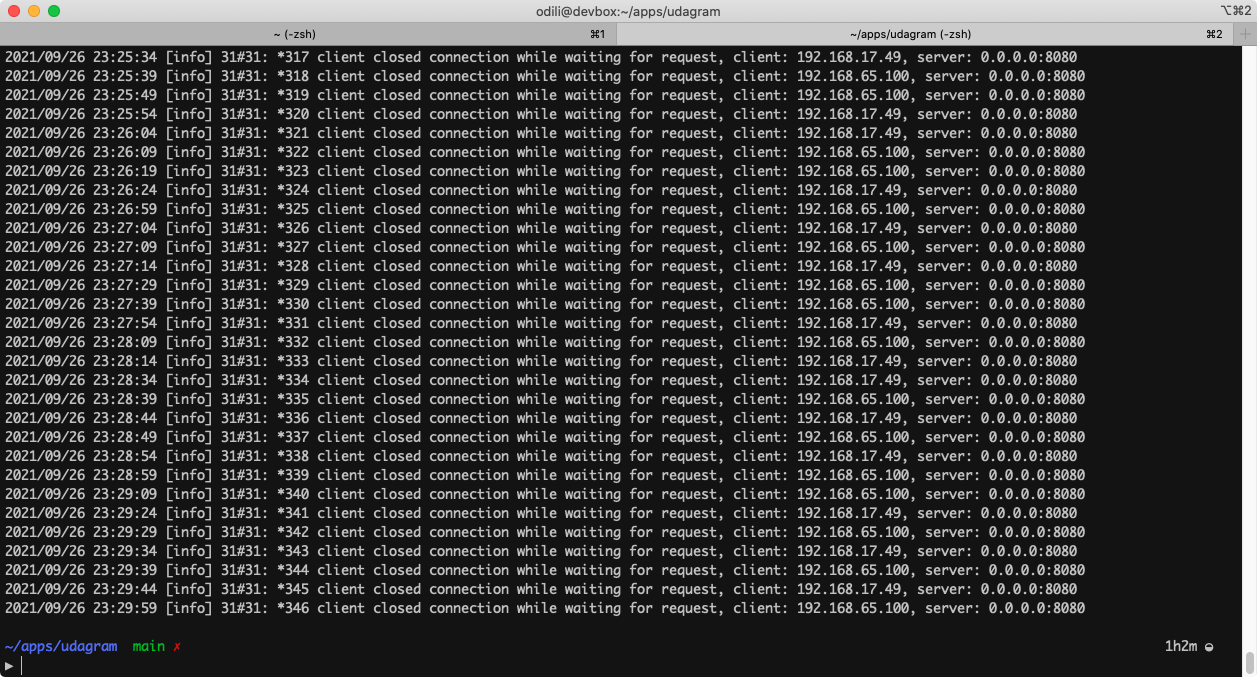 odili@devbox:~/apps/udagram ⌥⌘2
~ (-zsh) ⌘1 ~/apps/udagram (-zsh) ⌘2
2021/09/26 23:25:34 [info] 31#31: *317 client closed connection while waiting for request, client: 192.168.17.49, server: 0.0.0.0:8080
2021/09/26 23:25:39 [info] 31#31: *318 client closed connection while waiting for request, client: 192.168.65.100, server: 0.0.0.0:8080
2021/09/26 23:25:49 [info] 31#31: *319 client closed connection while waiting for request, client: 192.168.65.100, server: 0.0.0.0:8080
2021/09/26 23:25:54 [info] 31#31: *320 client closed connection while waiting for request, client: 192.168.17.49, server: 0.0.0.0:8080
2021/09/26 23:26:04 [info] 31#31: *321 client closed connection while waiting for request, client: 192.168.17.49, server: 0.0.0.0:8080
2021/09/26 23:26:09 [info] 31#31: *322 client closed connection while waiting for request, client: 192.168.65.100, server: 0.0.0.0:8080
2021/09/26 23:26:19 [info] 31#31: *323 client closed connection while waiting for request, client: 192.168.65.100, server: 0.0.0.0:8080
2021/09/26 23:26:24 [info] 31#31: *324 client closed connection while waiting for request, client: 192.168.17.49, server: 0.0.0.0:8080
2021/09/26 23:26:59 [info] 31#31: *325 client closed connection while waiting for request, client: 192.168.65.100, server: 0.0.0.0:8080
2021/09/26 23:27:04 [info] 31#31: *326 client closed connection while waiting for request, client: 192.168.17.49, server: 0.0.0.0:8080
2021/09/26 23:27:09 [info] 31#31: *327 client closed connection while waiting for request, client: 192.168.65.100, server: 0.0.0.0:8080
2021/09/26 23:27:14 [info] 31#31: *328 client closed connection while waiting for request, client: 192.168.17.49, server: 0.0.0.0:8080
2021/09/26 23:27:29 [info] 31#31: *329 client closed connection while waiting for request, client: 192.168.65.100, server: 0.0.0.0:8080
2021/09/26 23:27:39 [info] 31#31: *330 client closed connection while waiting for request, client: 192.168.65.100, server: 0.0.0.0:8080
2021/09/26 23:27:54 [info] 31#31: *331 client closed connection while waiting for request, client: 192.168.17.49, server: 0.0.0.0:8080
2021/09/26 23:28:09 [info] 31#31: *332 client closed connection while waiting for request, client: 192.168.65.100, server: 0.0.0.0:8080
2021/09/26 23:28:14 [info] 31#31: *333 client closed connection while waiting for request, client: 192.168.17.49, server: 0.0.0.0:8080
2021/09/26 23:28:34 [info] 31#31: *334 client closed connection while waiting for request, client: 192.168.17.49, server: 0.0.0.0:8080
2021/09/26 23:28:39 [info] 31#31: *335 client closed connection while waiting for request, client: 192.168.65.100, server: 0.0.0.0:8080
2021/09/26 23:28:44 [info] 31#31: *336 client closed connection while waiting for request, client: 192.168.17.49, server: 0.0.0.0:8080
2021/09/26 23:28:49 [info] 31#31: *337 client closed connection while waiting for request, client: 192.168.65.100, server: 0.0.0.0:8080
2021/09/26 23:28:54 [info] 31#31: *338 client closed connection while waiting for request, client: 192.168.17.49, server: 0.0.0.0:8080
2021/09/26 23:28:59 [info] 31#31: *339 client closed connection while waiting for request, client: 192.168.65.100, server: 0.0.0.0:8080
2021/09/26 23:29:09 [info] 31#31: *340 client closed connection while waiting for request, client: 192.168.65.100, server: 0.0.0.0:8080
2021/09/26 23:29:24 [info] 31#31: *341 client closed connection while waiting for request, client: 192.168.17.49, server: 0.0.0.0:8080
2021/09/26 23:29:29 [info] 31#31: *342 client closed connection while waiting for request, client: 192.168.65.100, server: 0.0.0.0:8080
2021/09/26 23:29:34 [info] 31#31: *343 client closed connection while waiting for request, client: 192.168.17.49, server: 0.0.0.0:8080
2021/09/26 23:29:39 [info] 31#31: *344 client closed connection while waiting for request, client: 192.168.65.100, server: 0.0.0.0:8080
2021/09/26 23:29:44 [info] 31#31: *345 client closed connection while waiting for request, client: 192.168.17.49, server: 0.0.0.0:8080
2021/09/26 23:29:59 [info] 31#31: *346 client closed connection while waiting for request, client: 192.168.65.100, server: 0.0.0.0:8080
~/apps/udagram main ✗ 1h2m ◒
▶